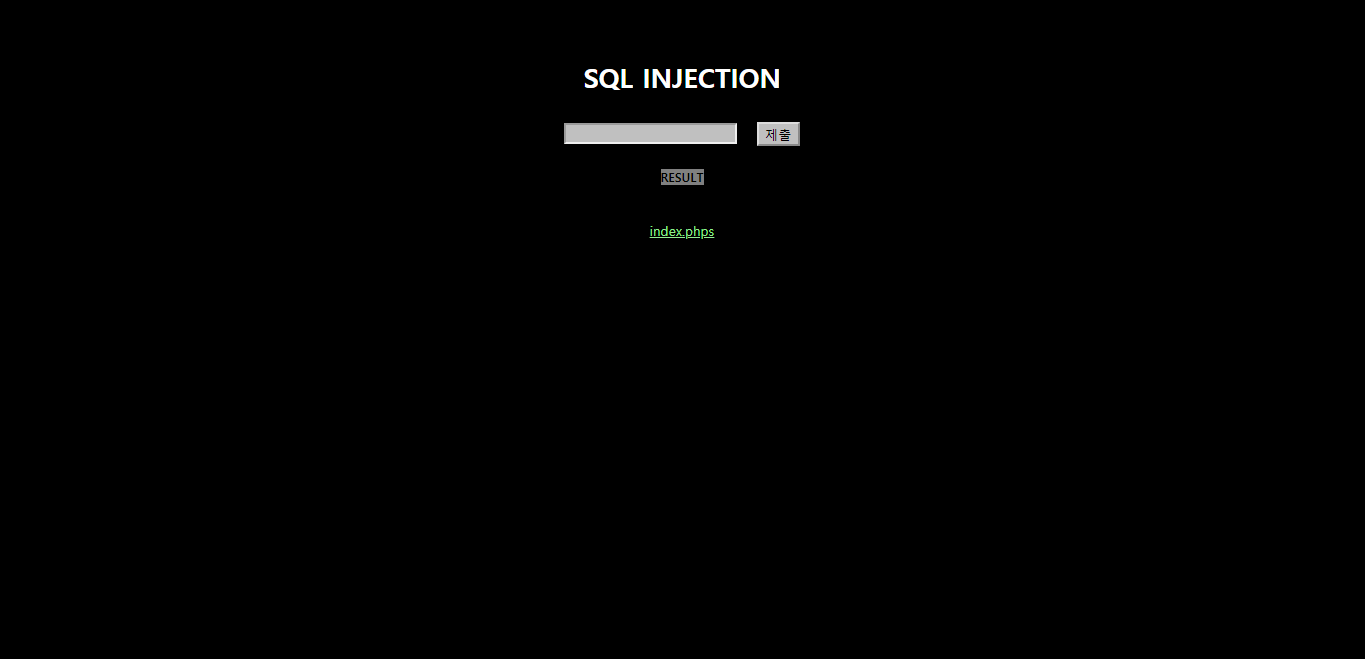 SQL INJECTION
제출
RESULT
index.phps